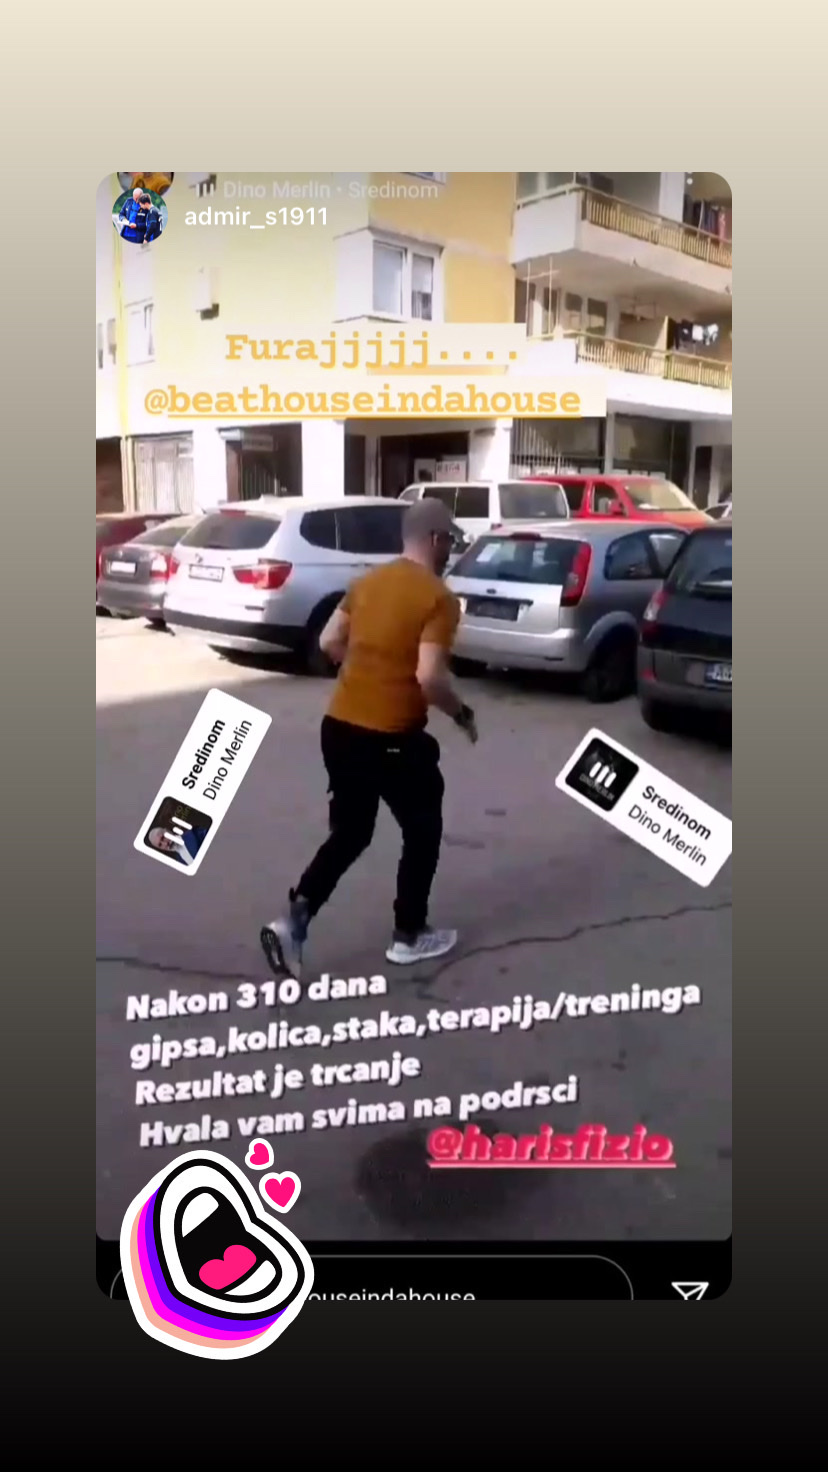 Dino Merlin • Sredinom
admir_s1911
Furajjjjj....
@beathouseindahouse
Sredinom
Dino Merlin
Sredinom
Dino Merlin
Nakon 310 dana
gipsa,kolica,staka,terapija/treninga
Rezultat je trcanje
Hvala vam svima na podrsci
@harisfizio
ouseindahouse